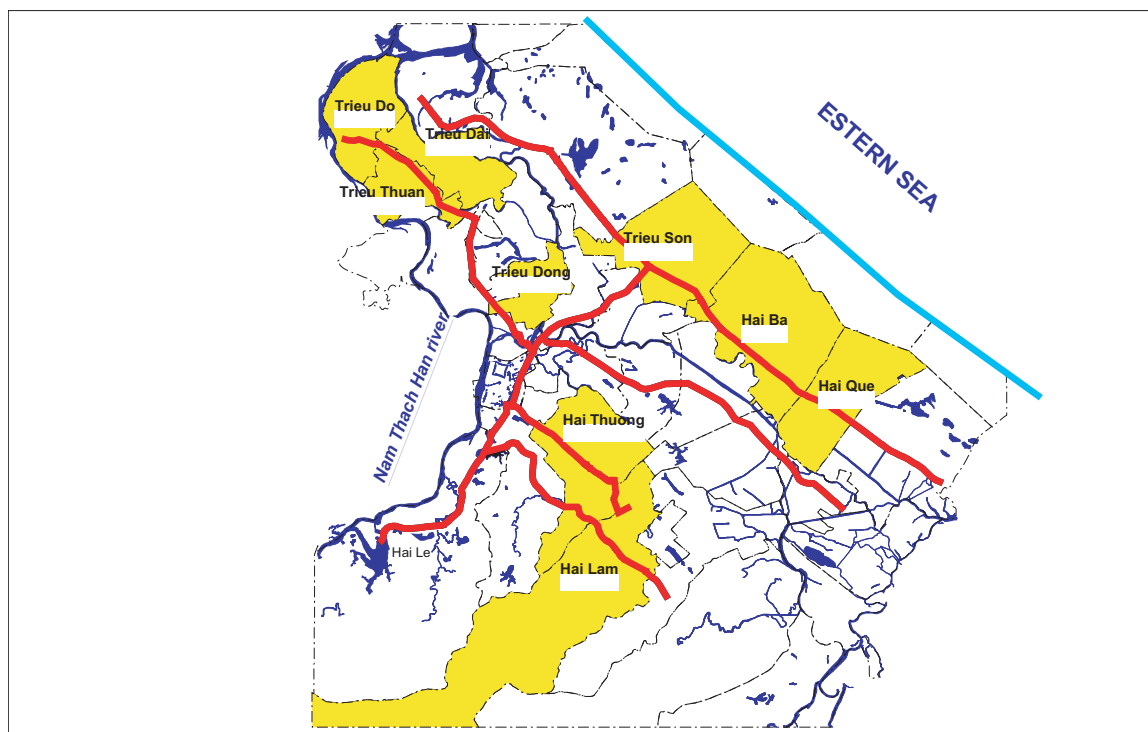 Trieu Do
Trieu Dai
ESTERN SEA
Trieu Thuan
Trieu Son
Trieu Dong
Hai Ba
Nam Thach Han river
Hai Que
Hai Thuong
Hai Le
Hai Lam